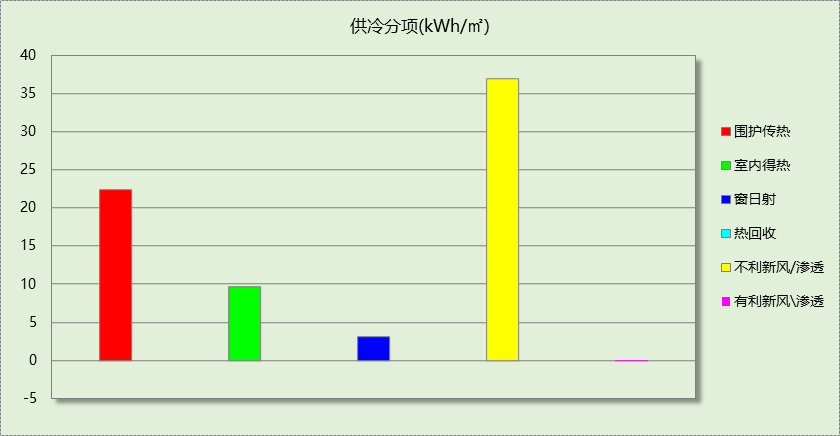 供冷分项(kWh/㎡)
40
35
30
25
20
15
10
5
0
-5
围护传热
室内得热
窗日射
热回收
不利新风/渗透
有利新风\渗透